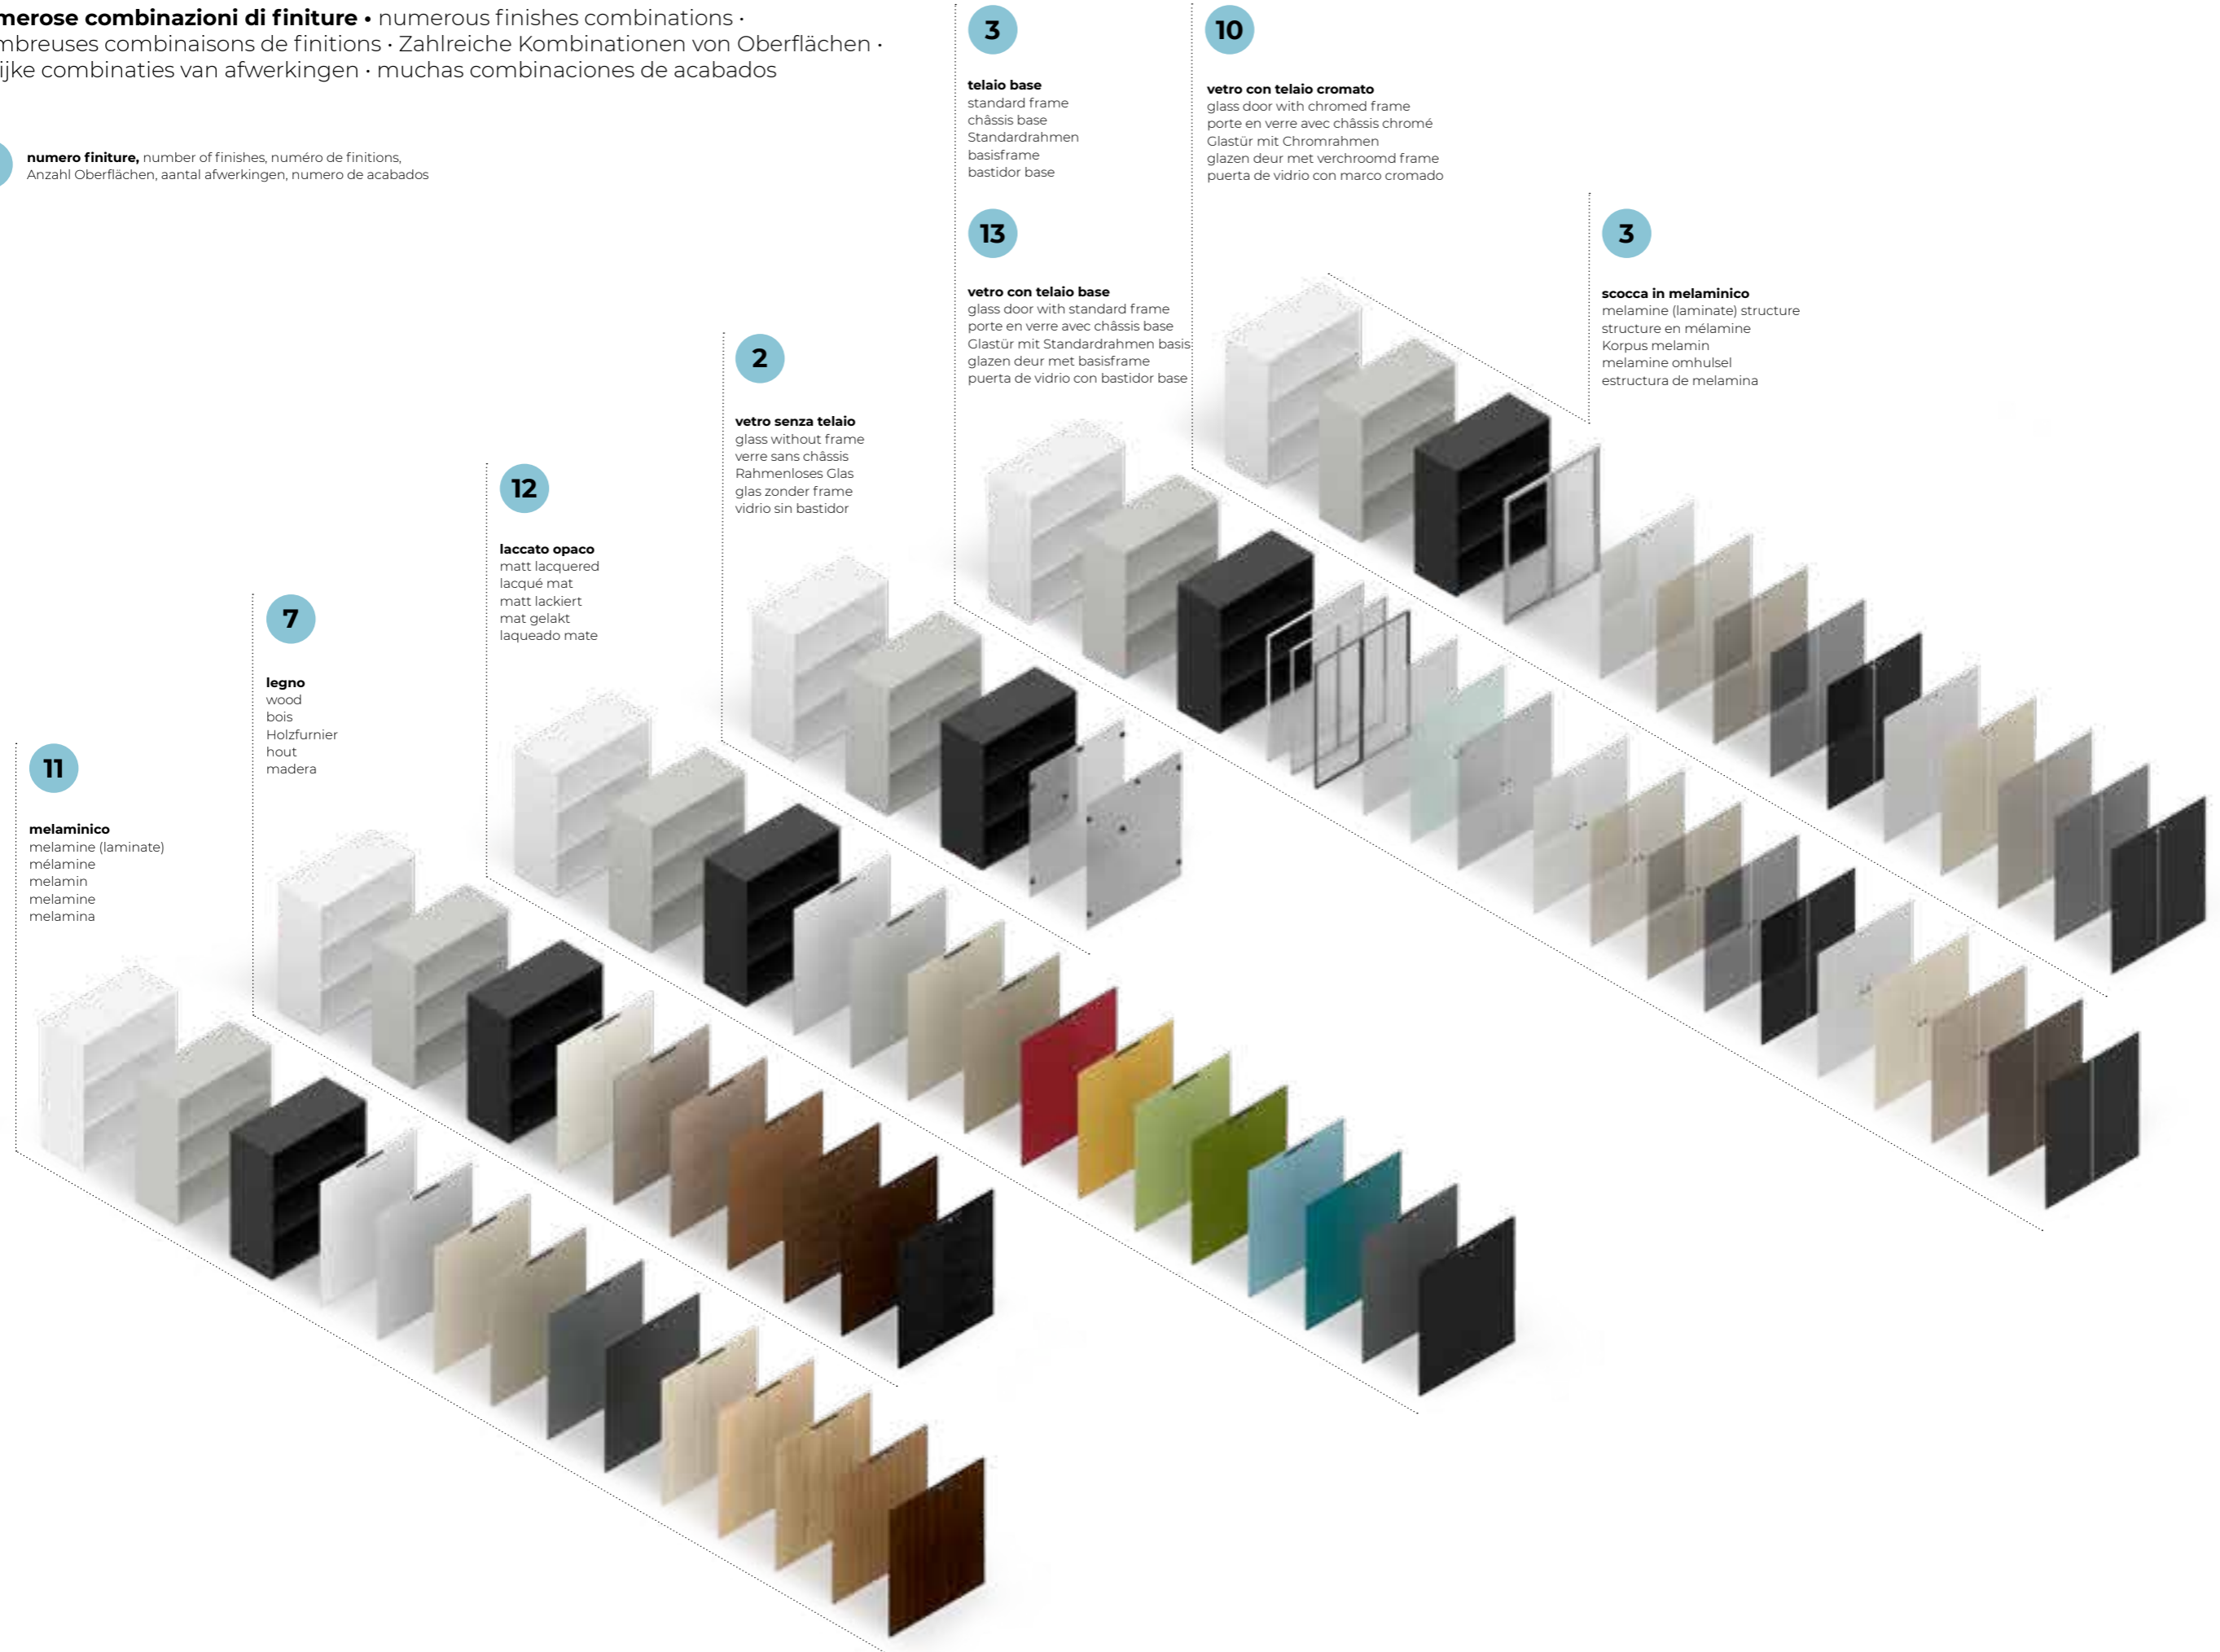 merose combinazioni di finiture • numerous finishes combinations ·
mbreuses combinaisons de finitions · Zahlreiche Kombinationen von Oberflächen ·
ijke combinaties van afwerkingen · muchas combinaciones de acabados
numero finiture, number of finishes, numéro de finitions,
Anzahl Oberflächen, aantal afwerkingen, numero de acabados
3
telaio base
standard frame
châssis base
Standardrahmen
basisframe
bastidor base
10
vetro con telaio cromato
glass door with chromed frame
porte en verre avec châssis chromé
Glastür mit Chromrahmen
glazen deur met verchroomd frame
puerta de vidrio con marco cromado
13
vetro con telaio base
glass door with standard frame
porte en verre avec châssis base
Glastür mit Standardrahmen basis
glazen deur met basisframe
puerta de vidrio con bastidor base
3
scocca in melaminico
melamine (laminate) structure
structure en mélamine
Korpus melamin
melamine omhulsel
estructura de melamina
2
vetro senza telaio
glass without frame
verre sans châssis
Rahmenloses Glas
glas zonder frame
vidrio sin bastidor
12
laccato opaco
matt lacquered
lacqué mat
matt lackiert
mat gelakt
laqueado mate
7
legno
wood
bois
Holzfurnier
hout
madera
11
melaminico
melamine (laminate)
mélamine
melamin
melamine
melamina